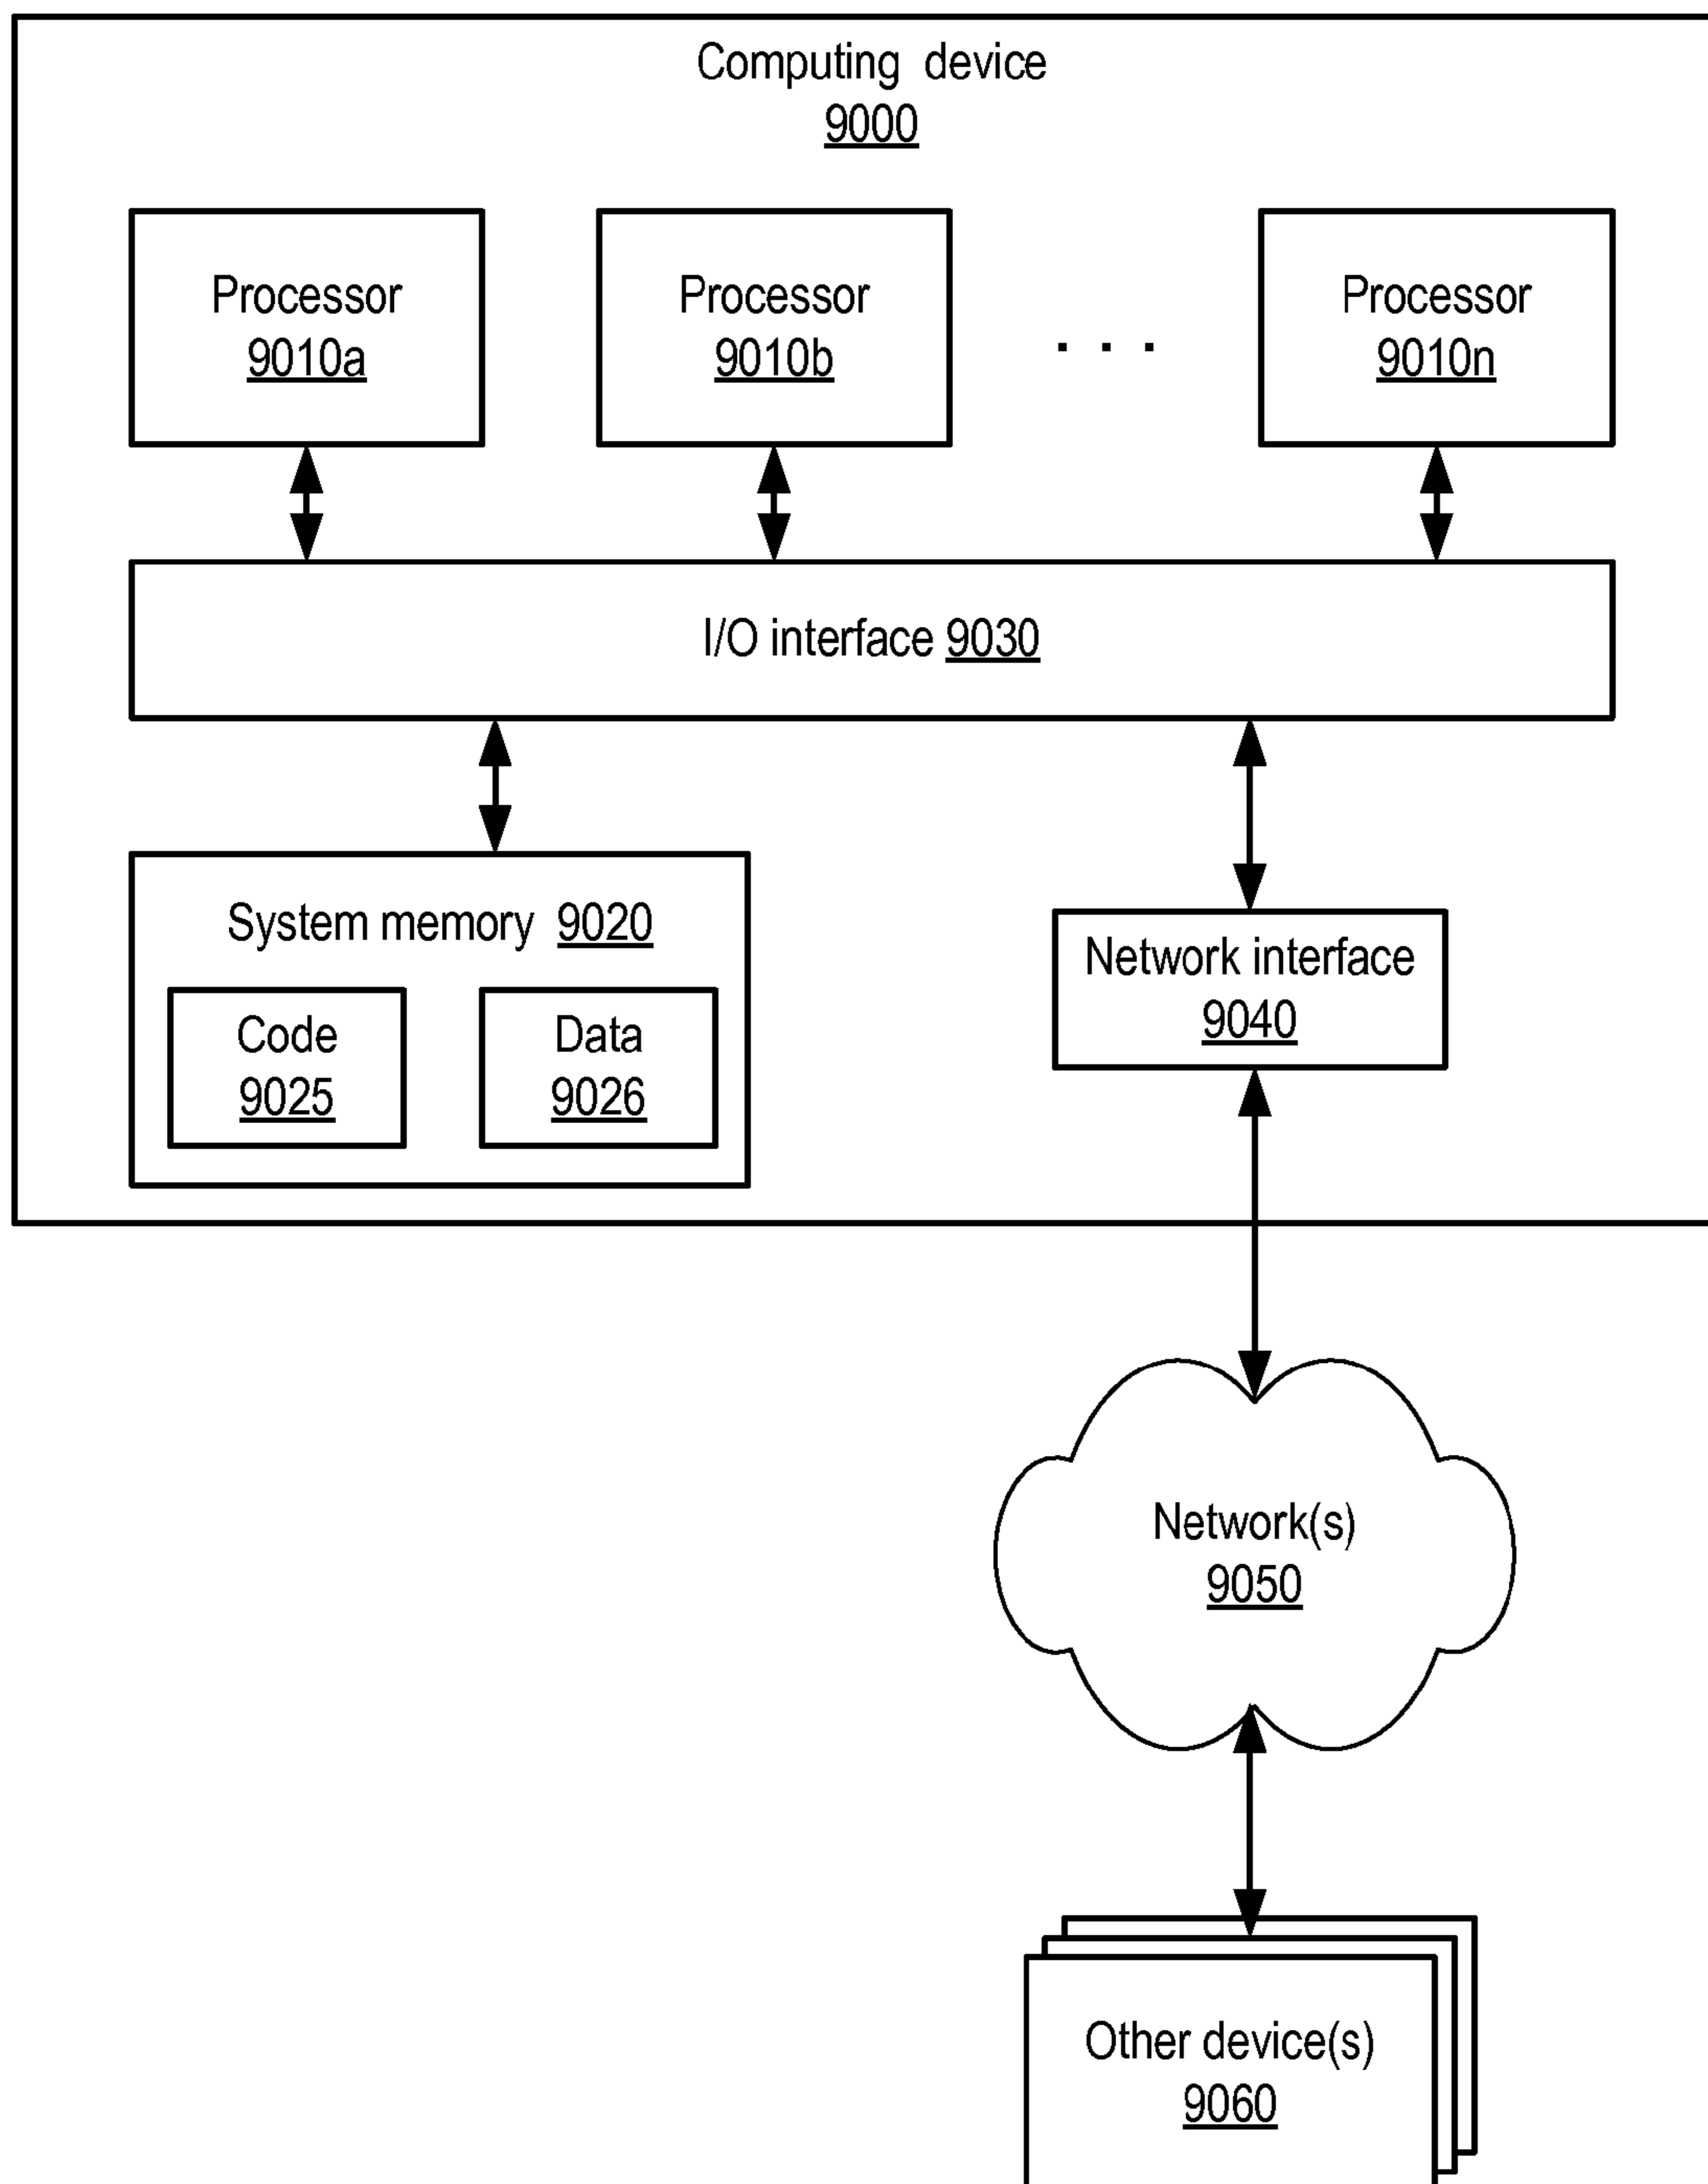 Computing device
9000
Processor
9010a
Processor
9010b
. . .
Processor
9010n
I/O interface 9030
System memory 9020
Code
9025
Data
9026
Network interface
9040
Network(s)
9050
Other device(s)
9060